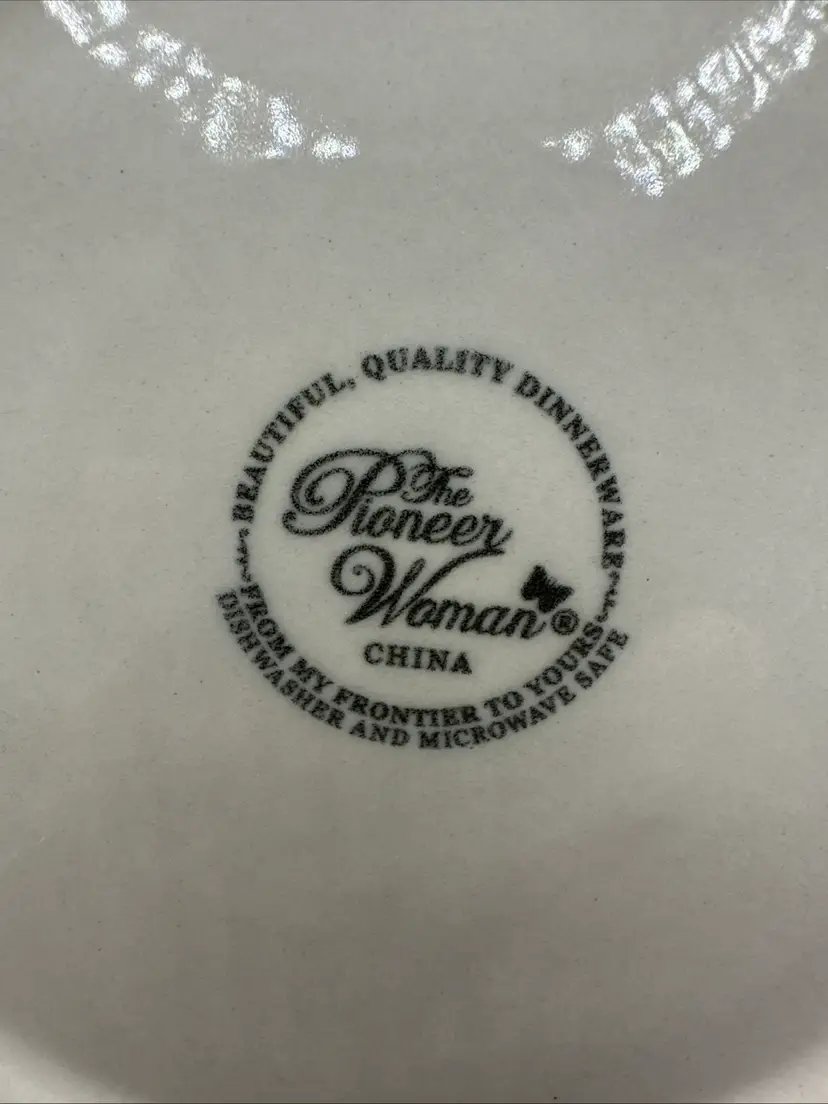 BEAUTIFUL, QUALITY DINNERWARE
The
Pioneer
Woman®
CHINA
FROM MY FRONTIER TO YOURS
DISHWASHER AND MICROWAVE SAFE